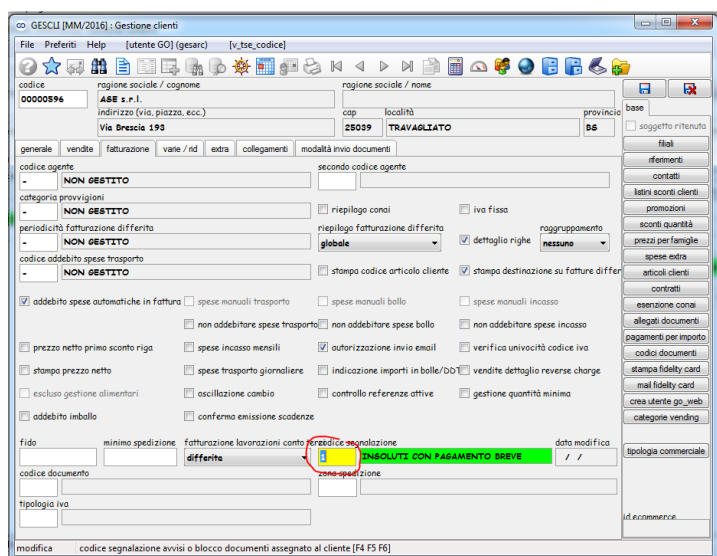 GESCLI [MM/2016] : Gestione clienti
File Preferiti Help [utente GO] (gesarc) [v_tse_codice]
codice ragione sociale / cognome ragione sociale / nome
00000596 ASE s.r.l.
indirizzo (via, piazza, ecc.) cap località provincia
Via Brescia 193 25039 TRAVAGLIATO BS
base
soggetto ritenuta
generale vendite fatturazione varie / rid extra collegamenti modalità invio documenti
filiali
riferimenti
contatti
listini sconti clienti
promozioni
sconti quantità
prezzi per famiglie
spese extra
articoli clienti
contratti
esenzione conai
allegati documenti
pagamenti per importo
codici documenti
stampa fidelity card
mail fidelity card
crea utente go_web
categorie vending
tipologia commerciale
id ecommerce
codice agente secondo codice agente
- NON GESTITO
categoria provvigioni
- NON GESTITO riepilogo conai iva fissa
periodicità fatturazione differita riepilogo fatturazione differita raggruppamento
- NON GESTITO globale dettaglio righe nessuno
codice addebito spese trasporto
- NON GESTITO stampa codice articolo cliente stampa destinazione su fatture differ
addebito spese automatiche in fattura spese manuali trasporto spese manuali bollo spese manuali incasso
non addebitare spese trasporto non addebitare spese bollo non addebitare spese incasso
prezzo netto primo sconto riga spese incasso mensili autorizzazione invio email verifica univocità codice iva
stampa prezzo netto spese trasporto giornaliere indicazione importi in bolle/DDT vendite dettaglio reverse charge
escluso gestione alimentari oscillazione cambio controllo referenze attive gestione quantità minima
addebito imballo conferma emissione scadenze
fido minimo spedizione fatturazione lavorazioni conto terzi codice segnalazione data modifica
differita INSOLUTI CON PAGAMENTO BREVE / /
codice documento zona spedizione
tipologia iva
modifica codice segnalazione avvisi o blocco documenti assegnato al cliente [F4 F5 F6]